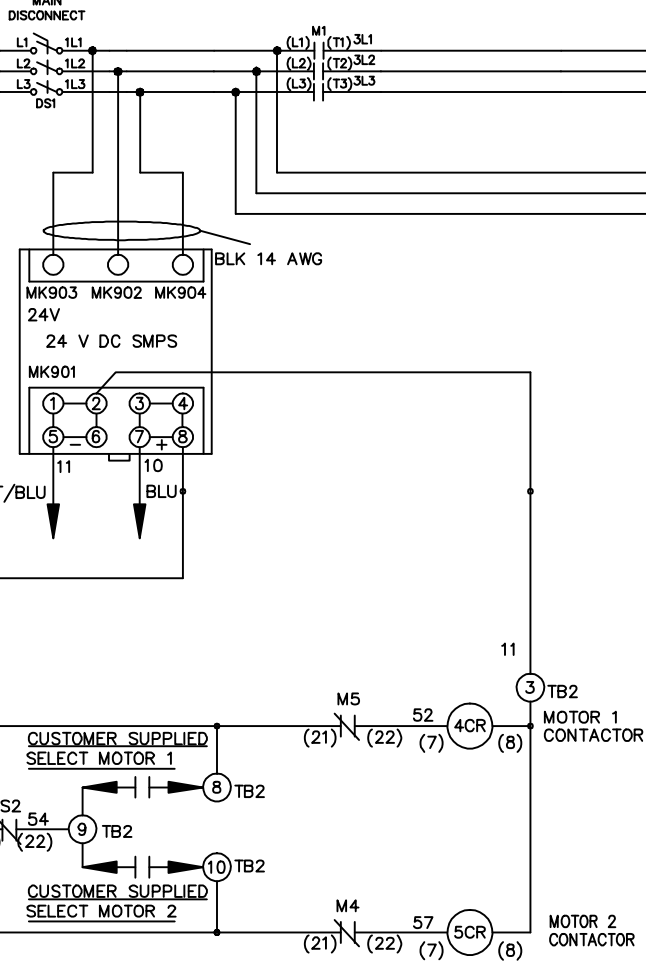 MAIN
DISCONNECT
L1 1L1
L2 1L2
L3 1L3
DS1
M1
(L1) (T1) 3L1
(L2) (T2) 3L2
(L3) (T3) 3L3
BLK 14 AWG
MK903 MK902 MK904
24V
24 V DC SMPS
MK901
1 2 3 4
5 - 6 7 + 8
11 10
/BLU BLU
11
3 TB2
M5
52
4CR
MOTOR 1
CONTACTOR
(21) (22) (7) (8)
CUSTOMER SUPPLIED
SELECT MOTOR 1
8 TB2
S2
54
(22)
9 TB2
10 TB2
CUSTOMER SUPPLIED
SELECT MOTOR 2
M4
57
5CR
MOTOR 2
CONTACTOR
(21) (22) (7) (8)